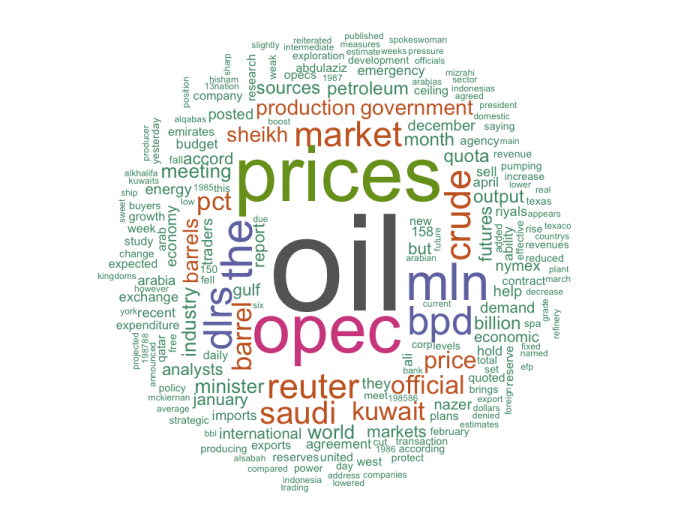 published
reiterated
spokeswoman
slightly
intermediate
measures
exploration
estimate
weeks
pressure
sharp
weak
development
officials
hisham
opecs
1987
arabias
mizrahi
13nation
research
abdulaziz
emergency
sector
position
company
sources
petroleum
ceiling
indonesias
agreed
alqabas
posted
boost
production
government
president
domestic
december
saying
producer
yesterday
emirates
sheikh
market
month
agency
main
budget
quota
revenue
fall
accord
prices
sell
pumping
alkhalifa
kuwaits
meeting
april
increase
lower
real
ship
energy
1985
this
pct
output
texas
sweet
buyers
low
crude
riyals
appears
growth
arab
economy
barrels
traders
the
report
due
new
158
but
futures
ability
added
effective
rise
texaco
countrys
revenues
week
study
change
future
arabian
nymex
reduced
expected
150
fell
oil
mln
kingdoms
arabia
gulf
six
contract
plant
march
however
exchange
dlrs
current
help
decrease
york
recent
industry
opec
bpd
demand
grade
refinery
expenditure
barrel
billion
spa
projected
198788
announced
qatar
free
daily
corp
levels
economic
fixed
named
analysts
ali
price
total
hold
efp
mckiernan
policy
minister
reuter
they
bank
official
set
quoted
reserve
foreign
average
january
meet
198586
nazer
brings
export
dollars
denied
strategic
imports
saudi
kuwait
plans
estimates
bbl
international
world
markets
february
producing
exports
agreement
cut
transaction
1986
according
alsabah
reserves
united
compared
power
day
west
protect
indonesia
address
companies
trading
lowered